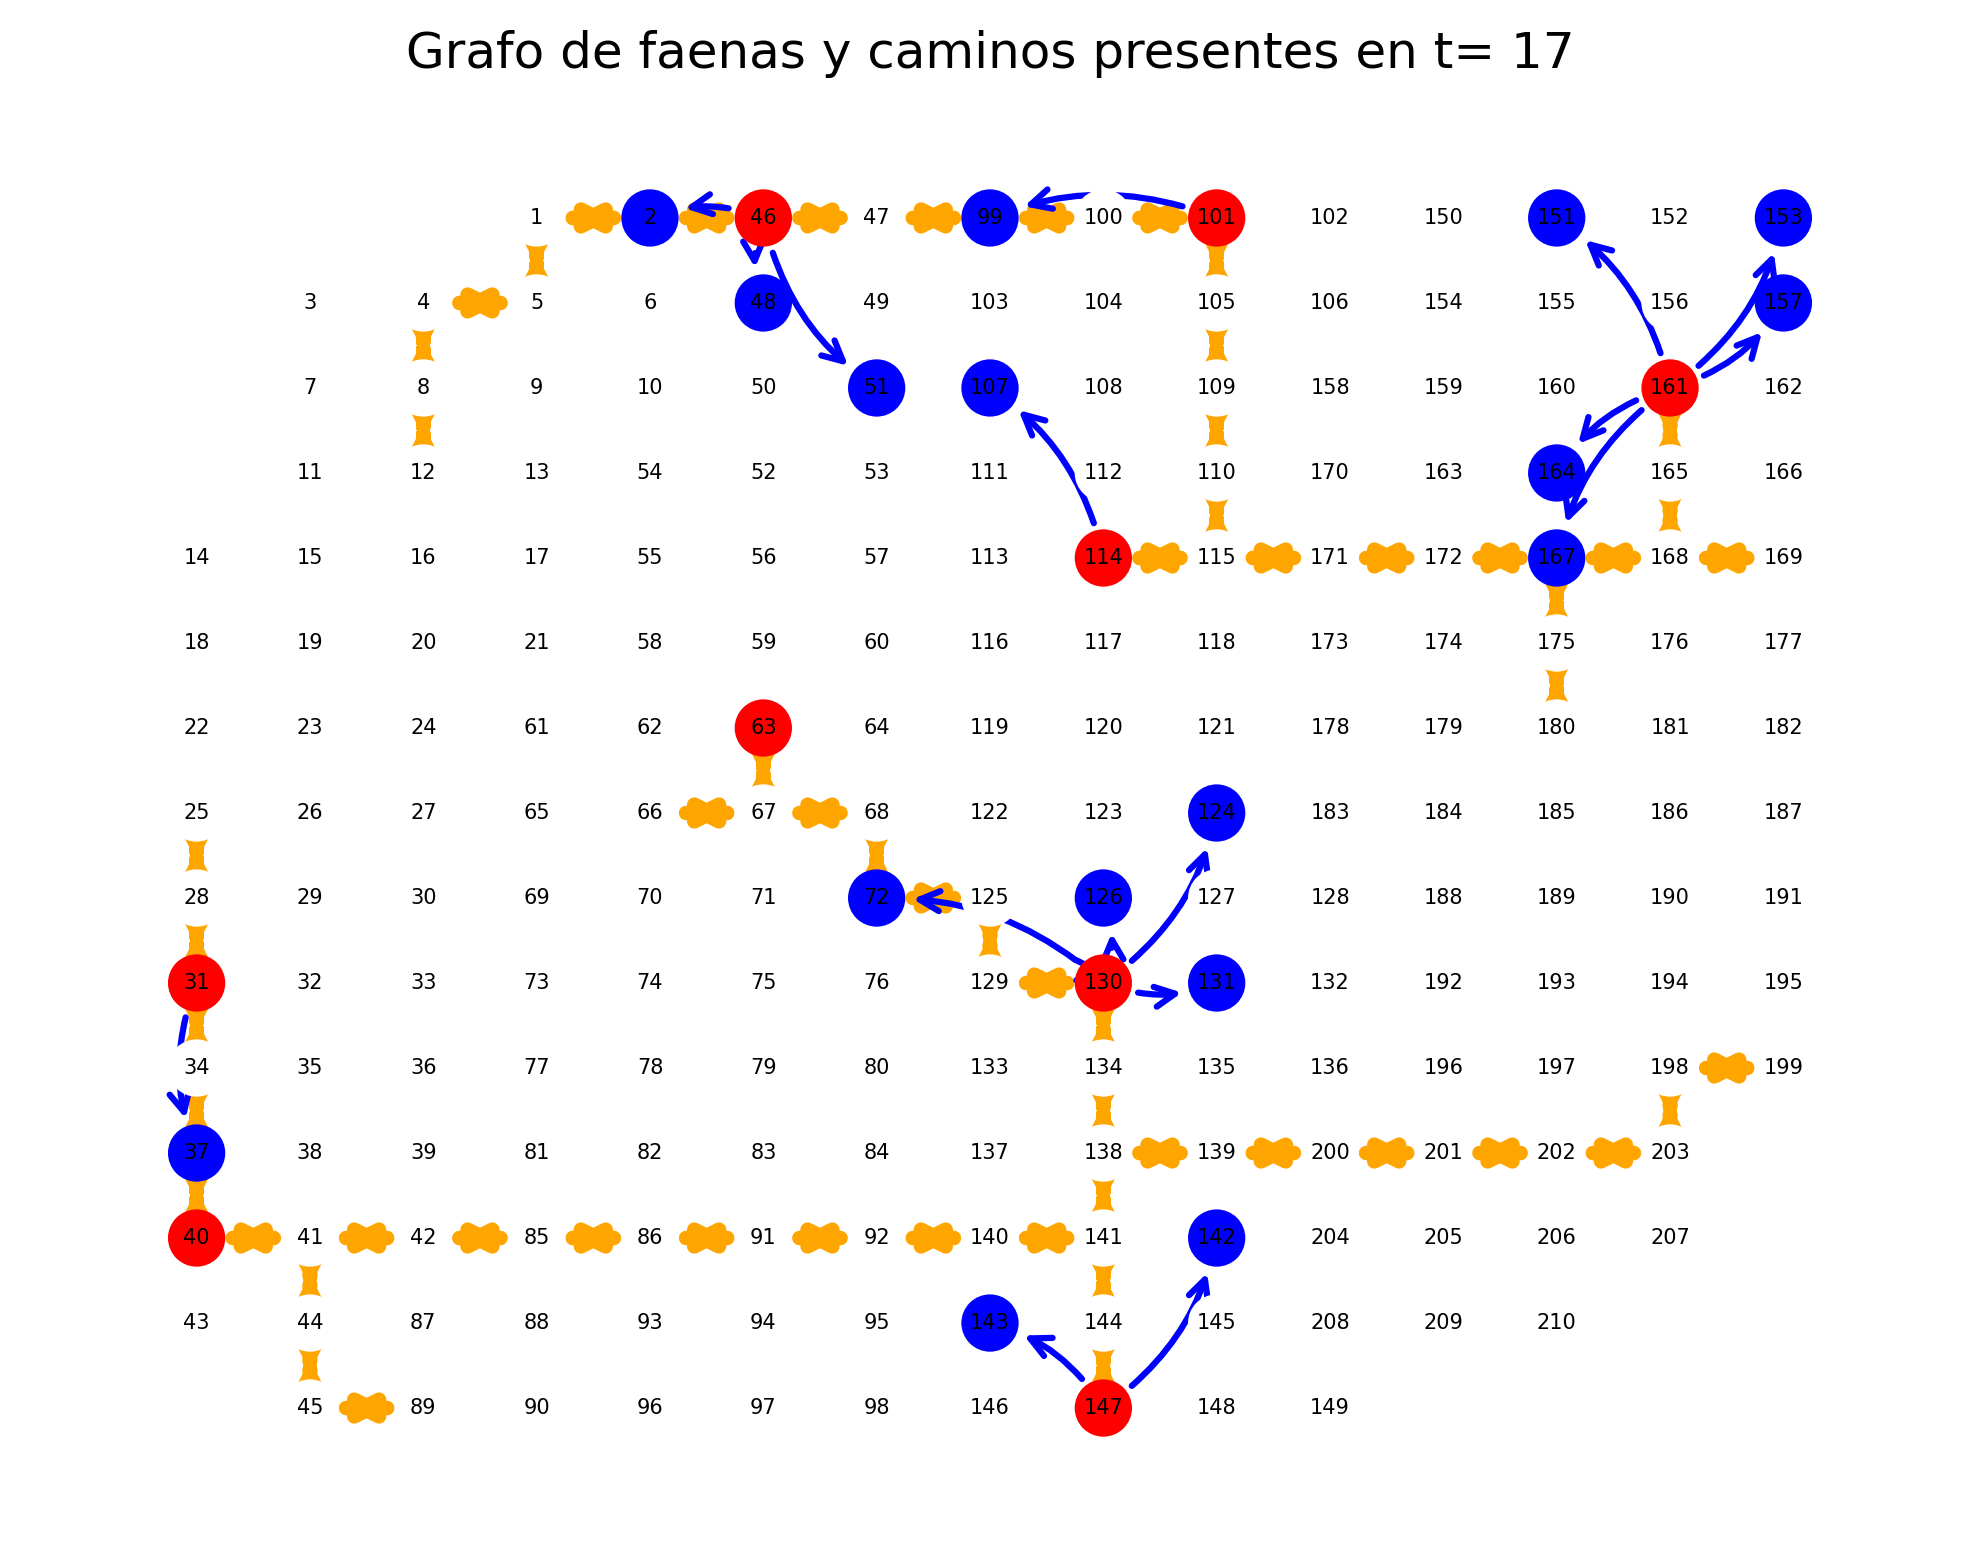 Grafo de faenas y caminos presentes en t= 17
1 2 46 47 99 100 101 102 150 151 152 153
3 4 5 6 48 49 103 104 105 106 154 155 156 157
7 8 9 10 50 51 107 108 109 158 159 160 161 162
11 12 13 54 52 53 111 112 110 170 163 164 165 166
14 15 16 17 55 56 57 113 114 115 171 172 167 168 169
18 19 20 21 58 59 60 116 117 118 173 174 175 176 177
22 23 24 61 62 63 64 119 120 121 178 179 180 181 182
25 26 27 65 66 67 68 122 123 124 183 184 185 186 187
28 29 30 69 70 71 72 125 126 127 128 188 189 190 191
31 32 33 73 74 75 76 129 130 131 132 192 193 194 195
34 35 36 77 78 79 80 133 134 135 136 196 197 198 199
37 38 39 81 82 83 84 137 138 139 200 201 202 203
40 41 42 85 86 91 92 140 141 142 204 205 206 207
43 44 87 88 93 94 95 143 144 145 208 209 210
45 89 90 96 97 98 146 147 148 149